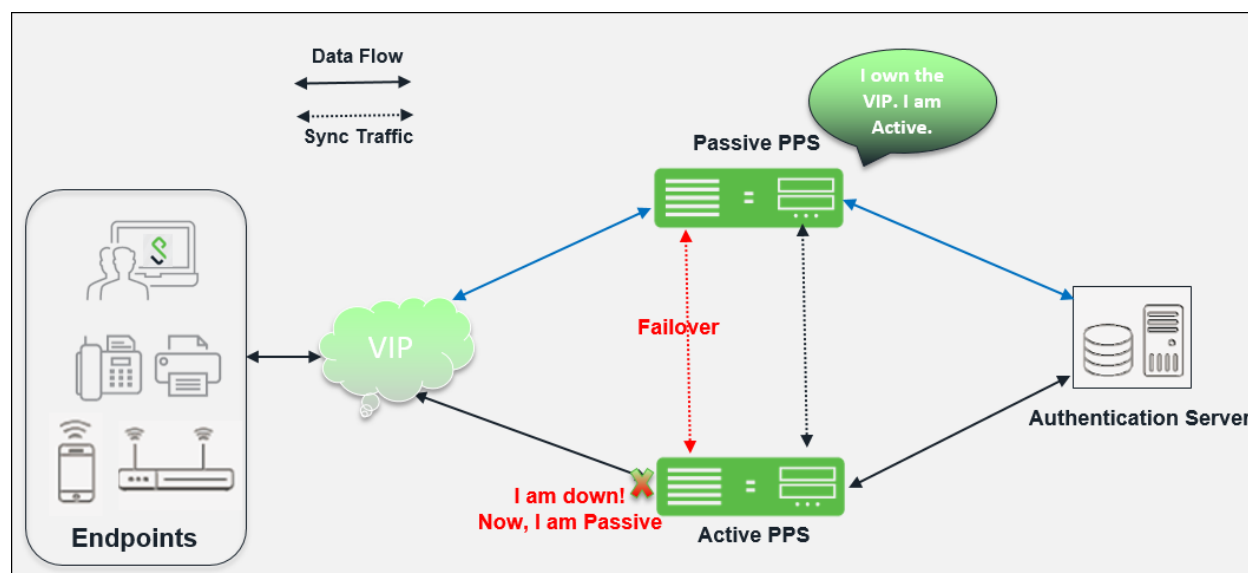 Data Flow
Sync Traffic
I own the
VIP. I am
Active.
Passive PPS
VIP
Failover
Authentication Server
I am down!
Now, I am Passive
Active PPS
Endpoints